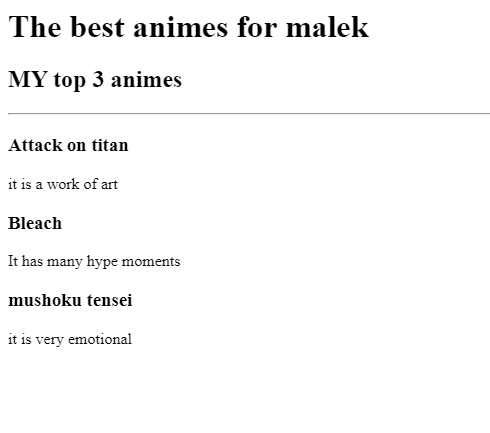 The best animes for malek
MY top 3 animes
Attack on titan
it is a work of art
Bleach
It has many hype moments
mushoku tensei
it is very emotional